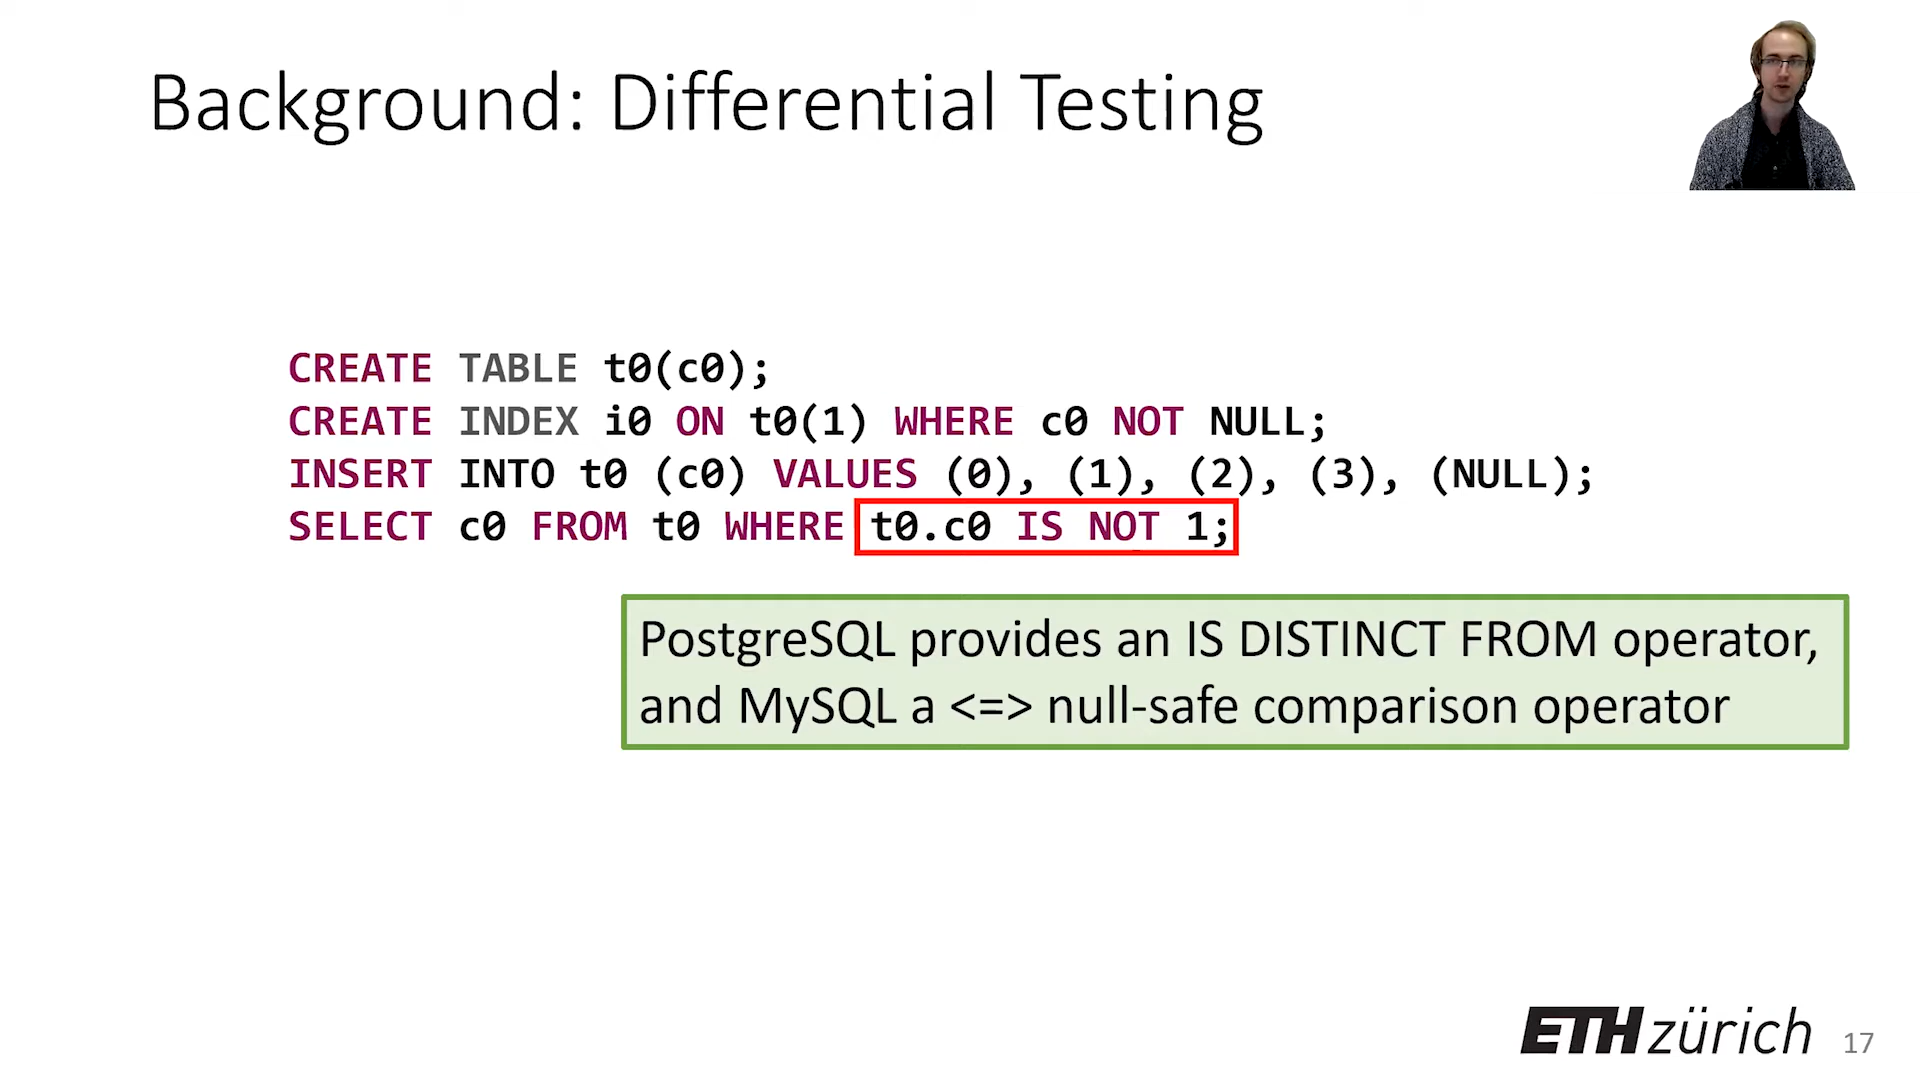 Background: Differential Testing
CREATE TABLE t0(c0);
CREATE INDEX i0 ON t0(1) WHERE c0 NOT NULL;
INSERT INTO t0 (c0) VALUES (0), (1), (2), (3), (NULL);
SELECT c0 FROM t0 WHERE t0.c0 IS NOT 1;
PostgreSQL provides an IS DISTINCT FROM operator,
and MySQL a <=> null-safe comparison operator
ETH zürich
17